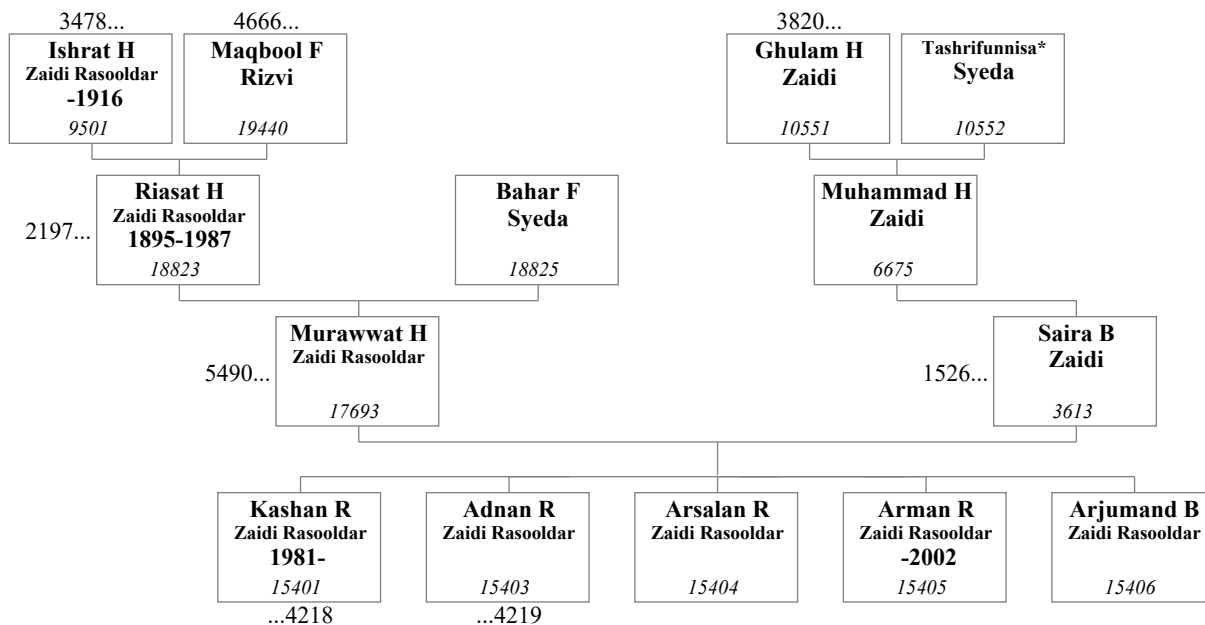 3478...
4666...
3820...
Ishrat H
Zaidi Rasooldar
-1916
9501
Maqbool F
Rizvi
19440
Ghulam H
Zaidi
10551
Tashrifunnisa*
Syeda
10552
2197...
Riasat H
Zaidi Rasooldar
1895-1987
18823
Bahar F
Syeda
18825
Muhammad H
Zaidi
6675
5490...
Murawwat H
Zaidi Rasooldar
17693
1526...
Saira B
Zaidi
3613
Kashan R
Zaidi Rasooldar
1981-
15401
...4218
Adnan R
Zaidi Rasooldar
15403
...4219
Arsalan R
Zaidi Rasooldar
15404
Arman R
Zaidi Rasooldar
-2002
15405
Arjumand B
Zaidi Rasooldar
15406